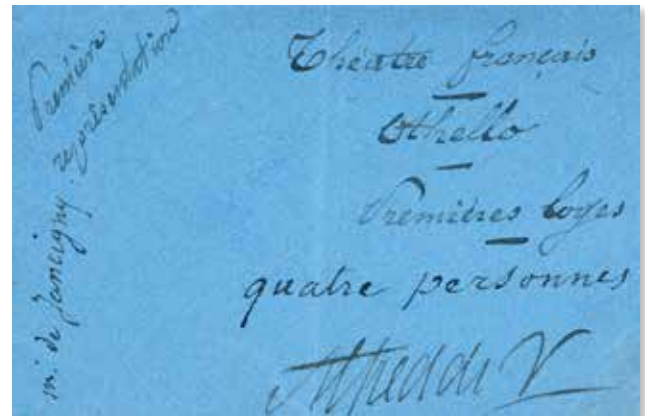 Théâtre français
Othello
Premières loges
quatre personnes
Alfred de V
Première
représentation
m. de Jancigny